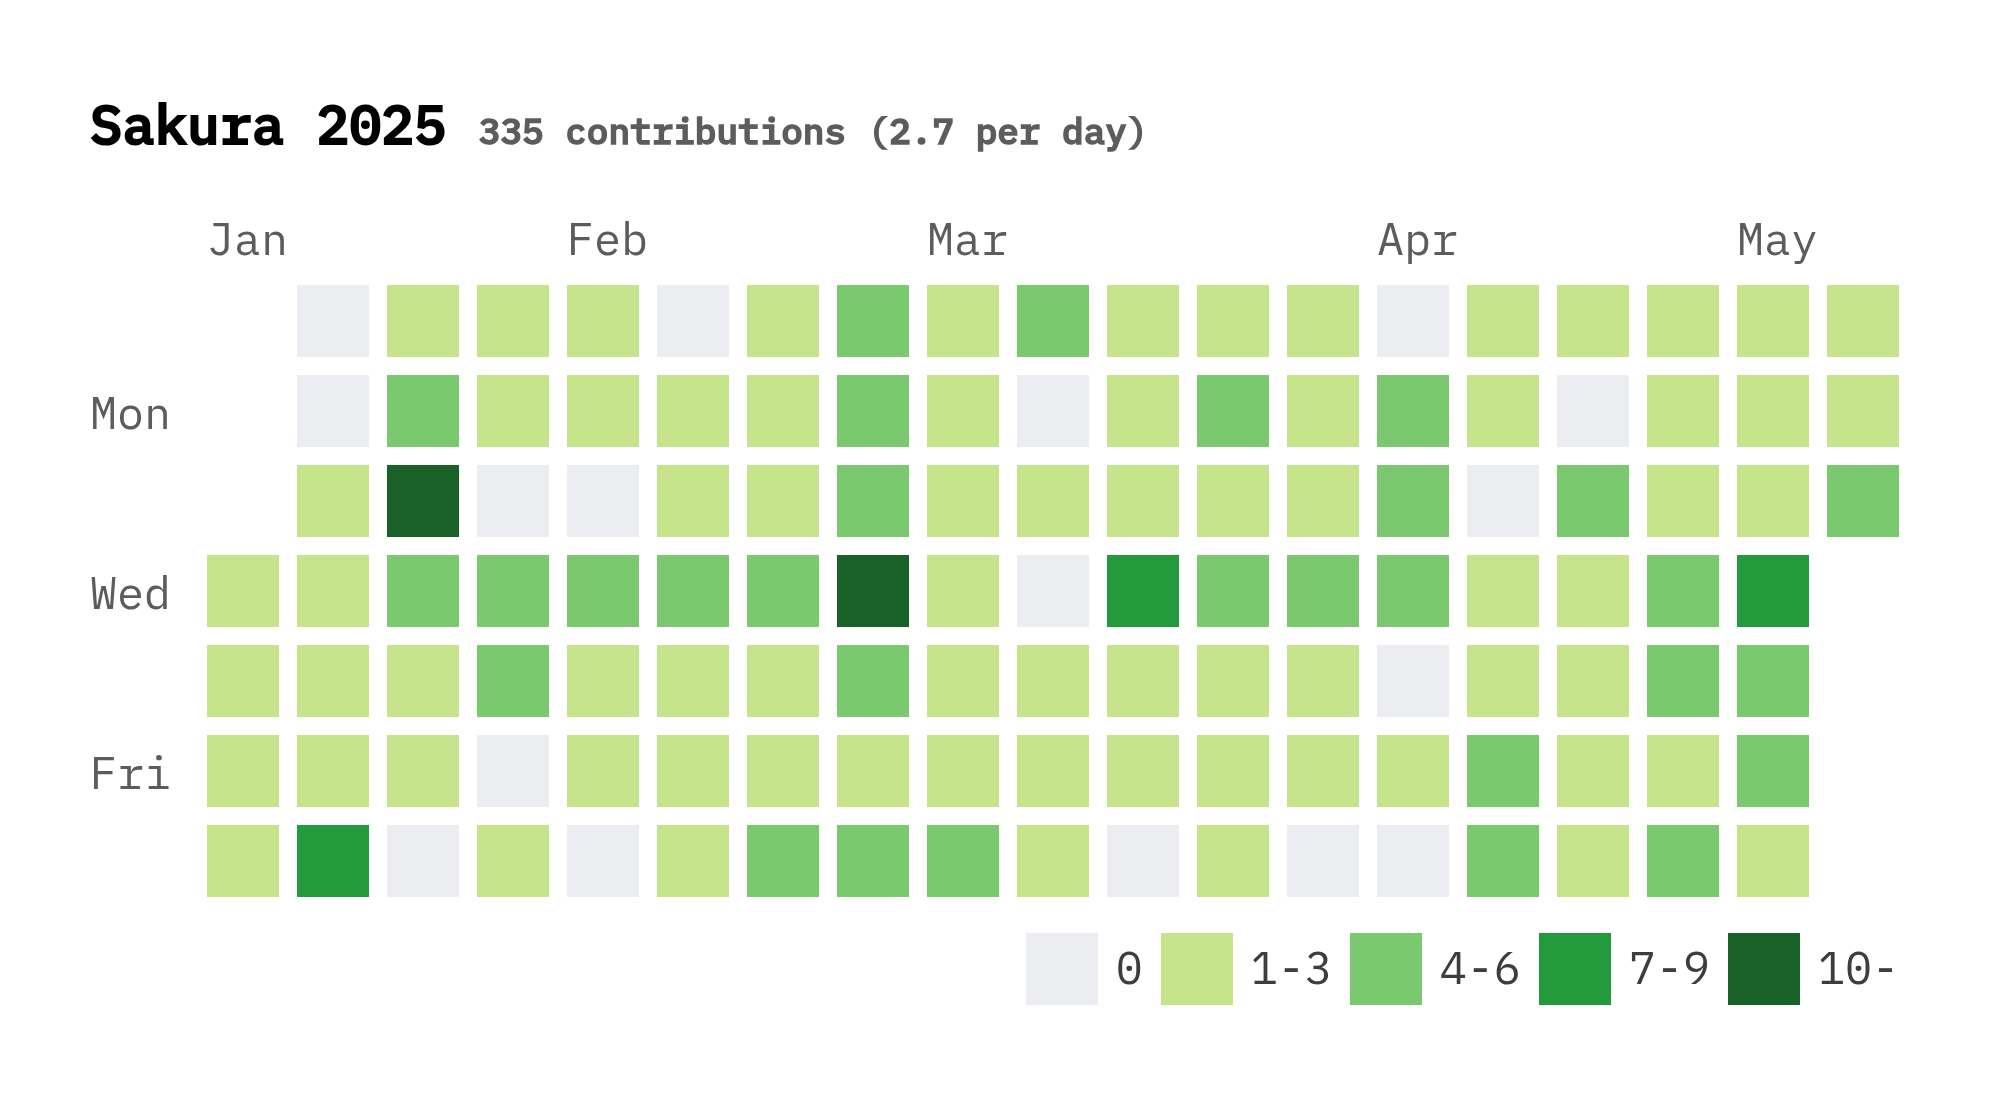 Sakura 2025 335 contributions (2.7 per day)
Jan Feb Mar Apr May
Mon
Wed
Fri
0 1-3 4-6 7-9 10-